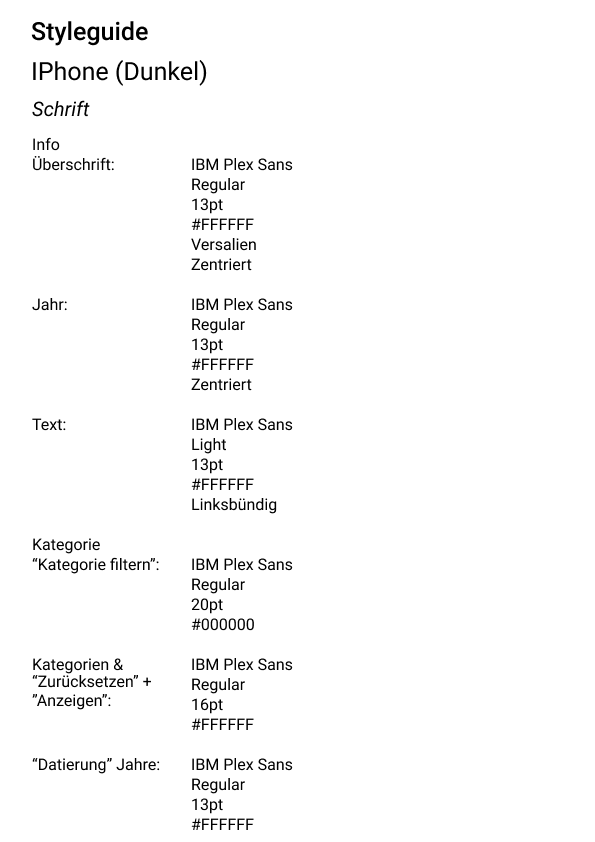 Styleguide
IPhone (Dunkel)
Schrift
Info
Überschrift: IBM Plex Sans
Regular
13pt
#FFFFFF
Versalien
Zentriert
Jahr: IBM Plex Sans
Regular
13pt
#FFFFFF
Zentriert
Text: IBM Plex Sans
Light
13pt
#FFFFFF
Linksbündig
Kategorie
“Kategorie filtern”: IBM Plex Sans
Regular
20pt
#000000
Kategorien & IBM Plex Sans
“Zurücksetzen” + Regular
”Anzeigen”: 16pt
#FFFFFF
“Datierung” Jahre: IBM Plex Sans
Regular
13pt
#FFFFFF